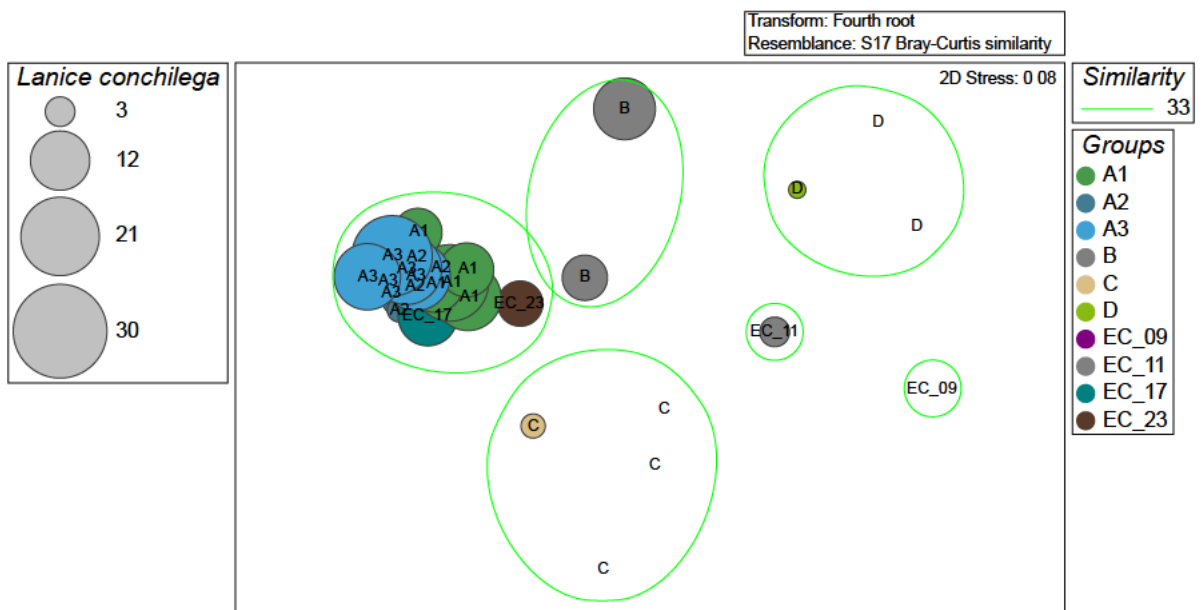 Transform: Fourth root
Resemblance: S17 Bray-Curtis similarity
Lanice conchilega
3
12
21
30
2D Stress: 0 08
B
D
D
D
A1
A3
A2
A2
A1
A3
A3
A3
A3
A1
A1
A2
A3
A1
A2
EC_17
EC_23
B
EC_11
EC_09
C
C
C
C
Similarity
33
Groups
A1
A2
A3
B
C
D
EC_09
EC_11
EC_17
EC_23